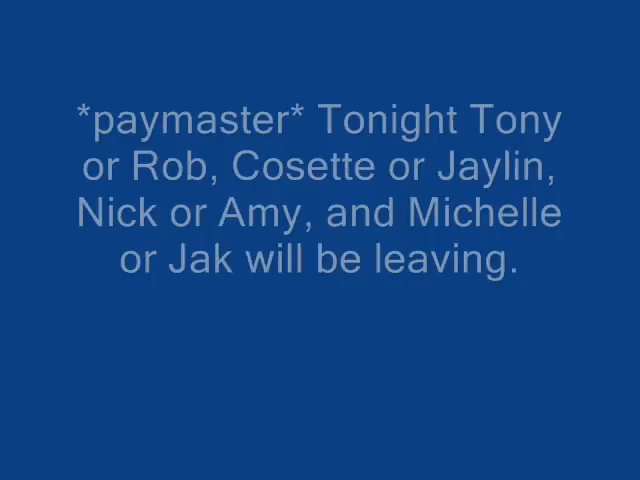 *paymaster* Tonight Tony
or Rob, Cosette or Jaylin,
Nick or Amy, and Michelle
or Jak will be leaving.